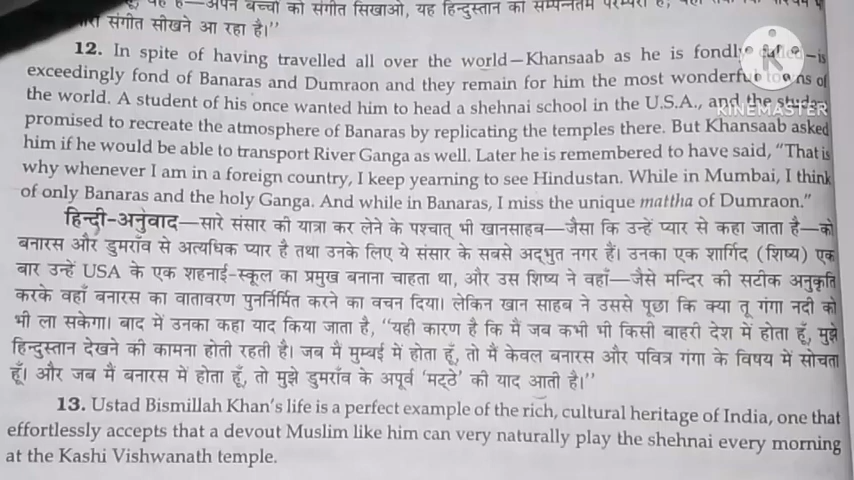 अपने बच्चों को संगीत सिखाओ, यह हिन्दुस्तान की सम्पन्नतम परम्परा है,
संगीत सीखने आ रहा है।"
12. In spite of having travelled all over the world—Khansaab as he is fondly called—is
exceedingly fond of Banaras and Dumraon and they remain for him the most wonderful towns of
the world. A student of his once wanted him to head a shehnai school in the U.S.A., and the student
promised to recreate the atmosphere of Banaras by replicating the temples there. But Khansaab asked
him if he would be able to transport River Ganga as well. Later he is remembered to have said, "That is
why whenever I am in a foreign country, I keep yearning to see Hindustan. While in Mumbai, I think
of only Banaras and the holy Ganga. And while in Banaras, I miss the unique mattha of Dumraon."
हिन्दी-अनुवाद—सारे संसार की यात्रा कर लेने के पश्चात् भी खानसाहब—जैसा कि उन्हें प्यार से कहा जाता है—को
बनारस और डुमराँव से अत्यधिक प्यार है तथा उनके लिए ये संसार के सबसे अद्भुत नगर हैं। उनका एक शार्गिद (शिष्य) एक
बार उन्हें USA के एक शहनाई-स्कूल का प्रमुख बनाना चाहता था, और उस शिष्य ने वहाँ—जैसे मन्दिर की सटीक अनुकृति
करके वहाँ बनारस का वातावरण पुनर्निर्मित करने का वचन दिया। लेकिन खान साहब ने उससे पूछा कि क्या तू गंगा नदी को
भी ला सकेगा। बाद में उनका कहा याद किया जाता है, "यही कारण है कि मैं जब कभी भी किसी बाहरी देश में होता हूँ, मुझे
हिन्दुस्तान देखने की कामना होती रहती है। जब मैं मुम्बई में होता हूँ, तो मैं केवल बनारस और पवित्र गंगा के विषय में सोचता
हूँ। और जब मैं बनारस में होता हूँ, तो मुझे डुमराँव के अपूर्व 'मट्ठे' की याद आती है।"
13. Ustad Bismillah Khan's life is a perfect example of the rich, cultural heritage of India, one that
effortlessly accepts that a devout Muslim like him can very naturally play the shehnai every morning
at the Kashi Vishwanath temple.
KINEMASTER